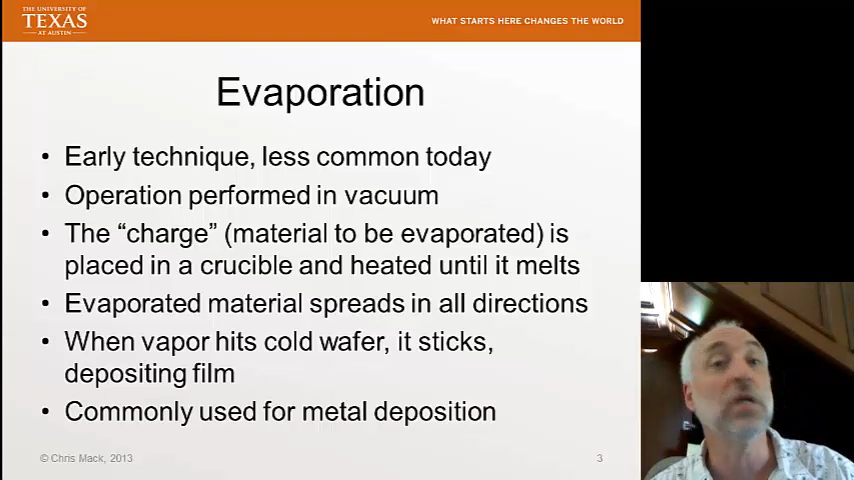 THE UNIVERSITY OF
TEXAS
AT AUSTIN
WHAT STARTS HERE CHANGES THE WORLD
Evaporation
• Early technique, less common today
• Operation performed in vacuum
• The “charge” (material to be evaporated) is
placed in a crucible and heated until it melts
• Evaporated material spreads in all directions
• When vapor hits cold wafer, it sticks,
depositing film
• Commonly used for metal deposition
© Chris Mack, 2013
3